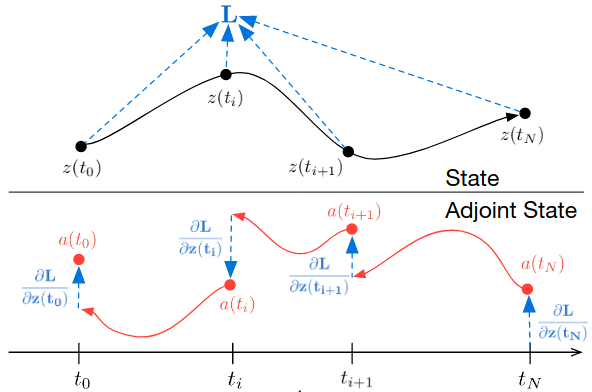 L
z(t_i)
z(t_0)
z(t_{i+1})
z(t_N)
State
Adjoint State
a(t_0)
∂L/∂z(t_0)
∂L/∂z(t_i)
a(t_i)
a(t_{i+1})
∂L/∂z(t_{i+1})
a(t_N)
∂L/∂z(t_N)
t_0 t_i t_{i+1} t_N